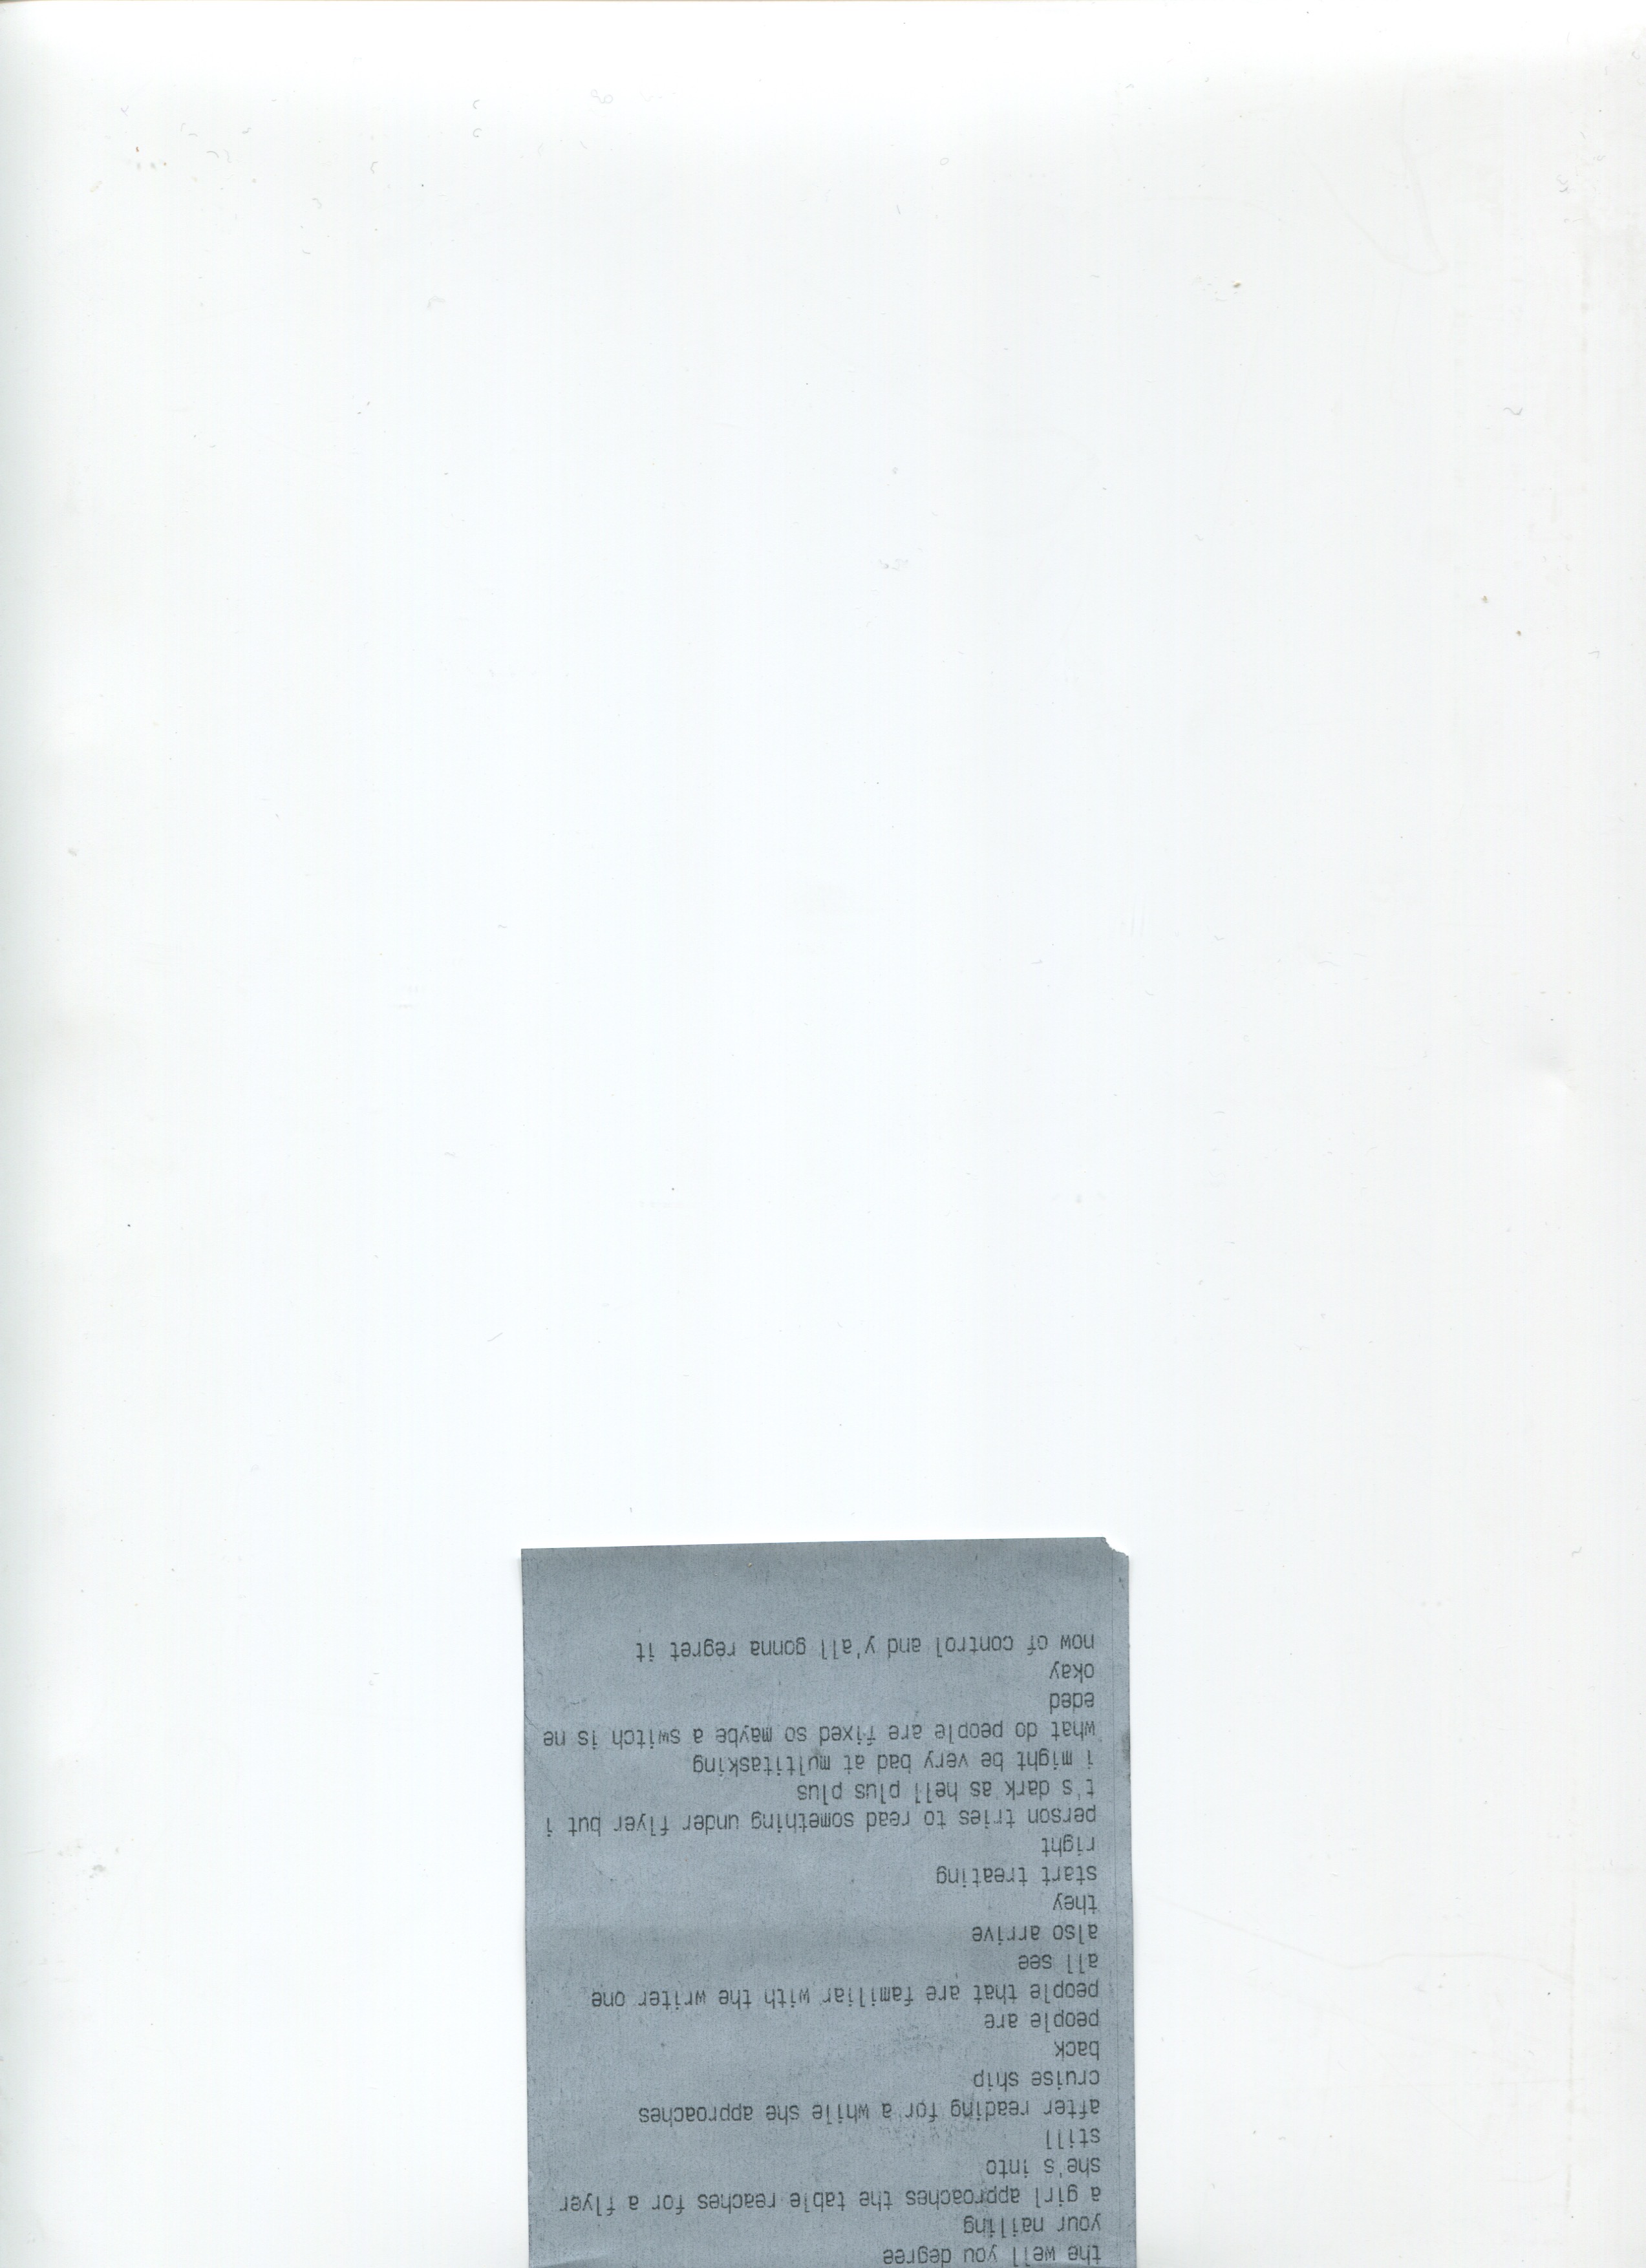 the well you degree
your nailing
a girl approaches the table reaches for a flyer
she's into
still
after reading for a while she approaches
cruise ship
back
people are
people that are familiar with the writer one
all see
also arrive
they
start treating
right
person tries to read something under flyer but i
t's dark as hell plus plus
i might be very bad at multitasking
what do people are fixed so maybe a switch is ne
eded
okay
now of control and y'all gonna regret it